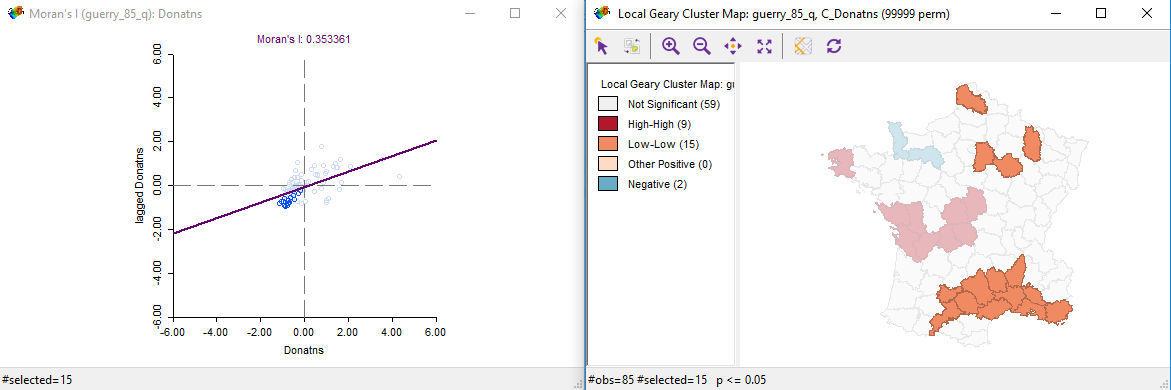 Moran's I (guerry_85_q): Donatns
Moran's I: 0.353361
6.00
4.00
2.00
0.00
-2.00
-4.00
-6.00
lagged Donatns
-6.00 -4.00 -2.00 0.00 2.00 4.00 6.00
Donatns
#selected=15
Local Geary Cluster Map: guerry_85_q, C_Donatns (99999 perm)
Local Geary Cluster Map: gu
Not Significant (59)
High-High (9)
Low-Low (15)
Other Positive (0)
Negative (2)
#obs=85 #selected=15 p <= 0.05